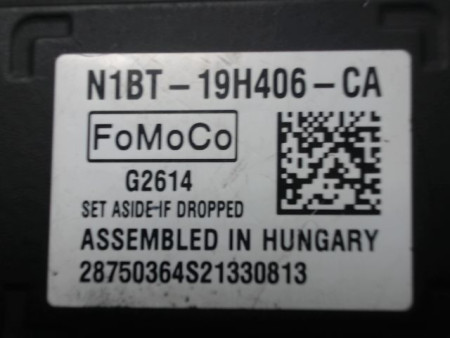 N1BT-19H406-CA
FoMoCo
G2614
SET ASIDE-IF DROPPED
ASSEMBLED IN HUNGARY
28750364S21330813